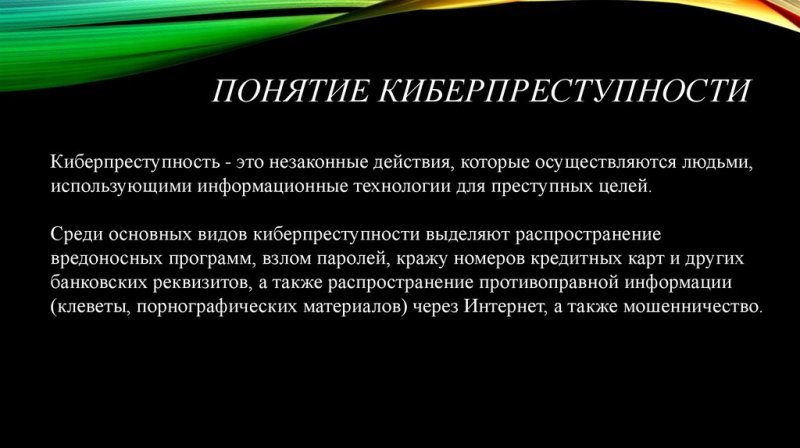 ПОНЯТИЕ КИБЕРПРЕСТУПНОСТИ
Киберпреступность - это незаконные действия, которые осуществляются людьми,
использующими информационные технологии для преступных целей.
Среди основных видов киберпреступности выделяют распространение
вредоносных программ, взлом паролей, кражу номеров кредитных карт и других
банковских реквизитов, а также распространение противоправной информации
(клеветы, порнографических материалов) через Интернет, а также мошенничество.